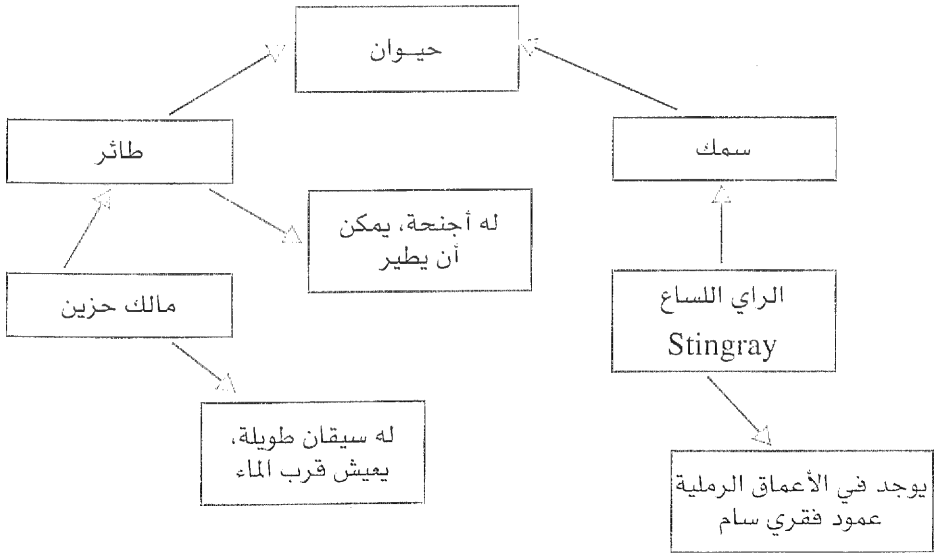 حيــوان
طائر
سمك
له أجنحة، يمكن
أن يطير
مالك حزين
الراي اللساع
Stingray
له سيقان طويلة،
يعيش قرب الماء
يوجد في الأعماق الرملية
عمود فقري سام